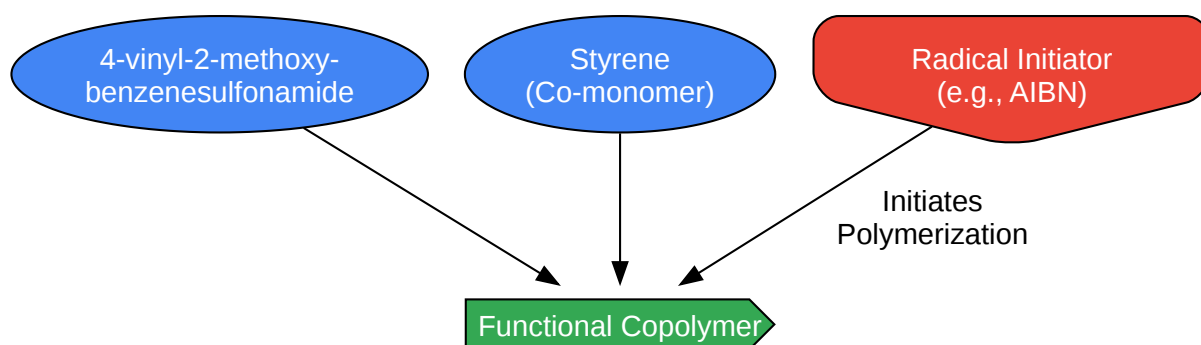 4-vinyl-2-methoxy-
benzenesulfonamide
Styrene
(Co-monomer)
Radical Initiator
(e.g., AIBN)
Initiates
Polymerization
Functional Copolymer